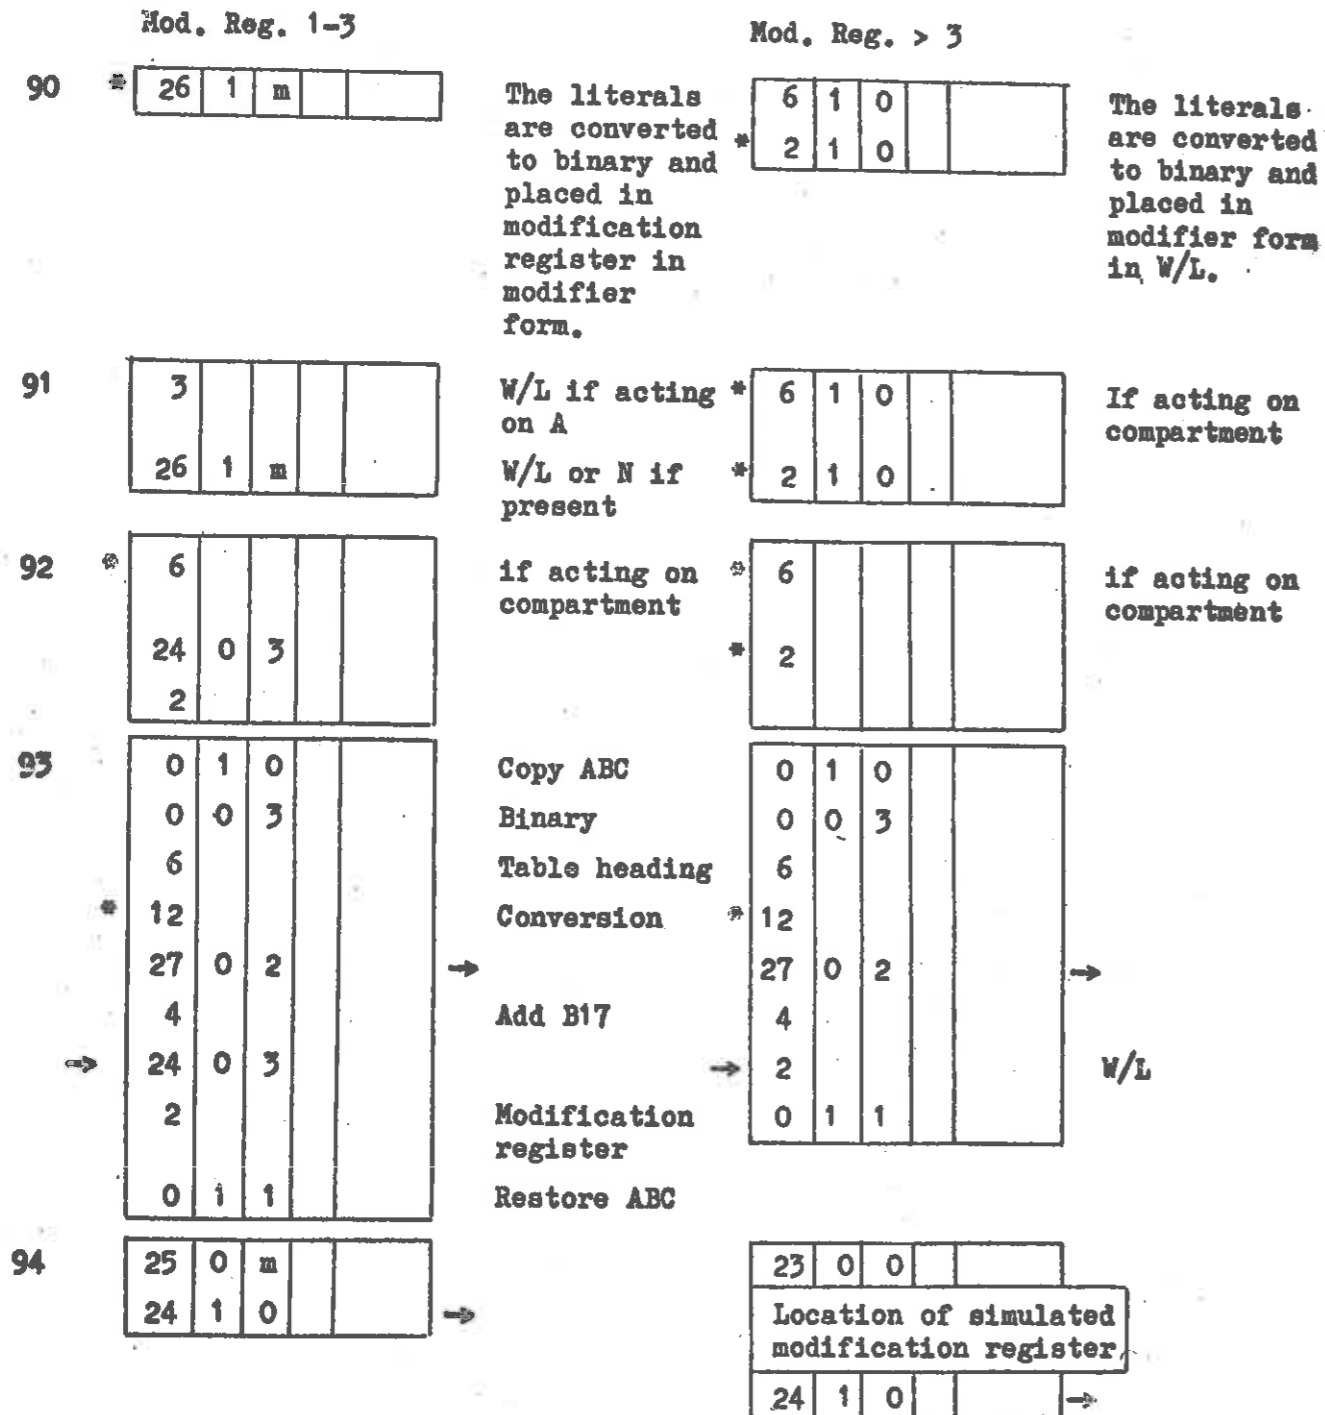 Mod. Reg. 1-3
Mod. Reg. > 3
90 * 26 1 m
The literals
are converted
to binary and
placed in
modification
register in
modifier
form.
6 1 0
* 2 1 0
The literals
are converted
to binary and
placed in
modifier form
in W/L.
91
3
26 1 m
W/L if acting
on A
W/L or N if
present
* 6 1 0
* 2 1 0
If acting on
compartment
92
* 6
24 0 3
2
if acting on
compartment
* 6
* 2
if acting on
compartment
93
0 1 0 Copy ABC
0 0 3 Binary
6 Table heading
* 12 Conversion
27 0 2 →
4 Add B17
→ 24 0 3
2 Modification
register
0 1 1 Restore ABC
0 1 0
0 0 3
6
* 12
27 0 2 →
4
→ 2 W/L
0 1 1
94
25 0 m
24 1 0 →
23 0 0
Location of simulated
modification register
24 1 0 →